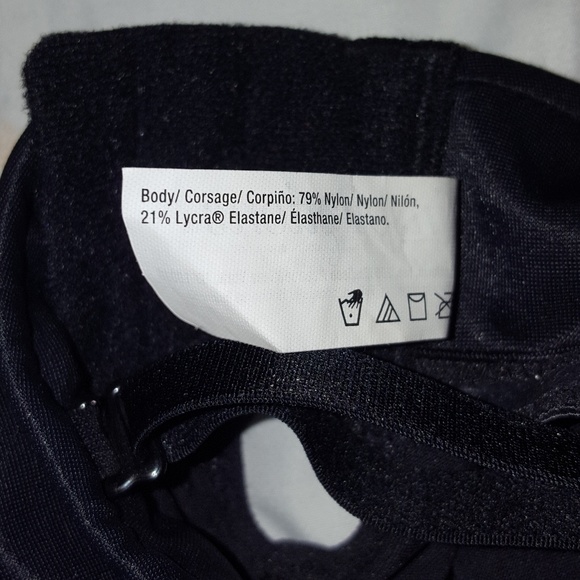 Body/ Corsage/ Corpiño: 79% Nylon/ Nylon/ Nilón,
21% Lycra® Elastane/ Élasthane/ Elastano.